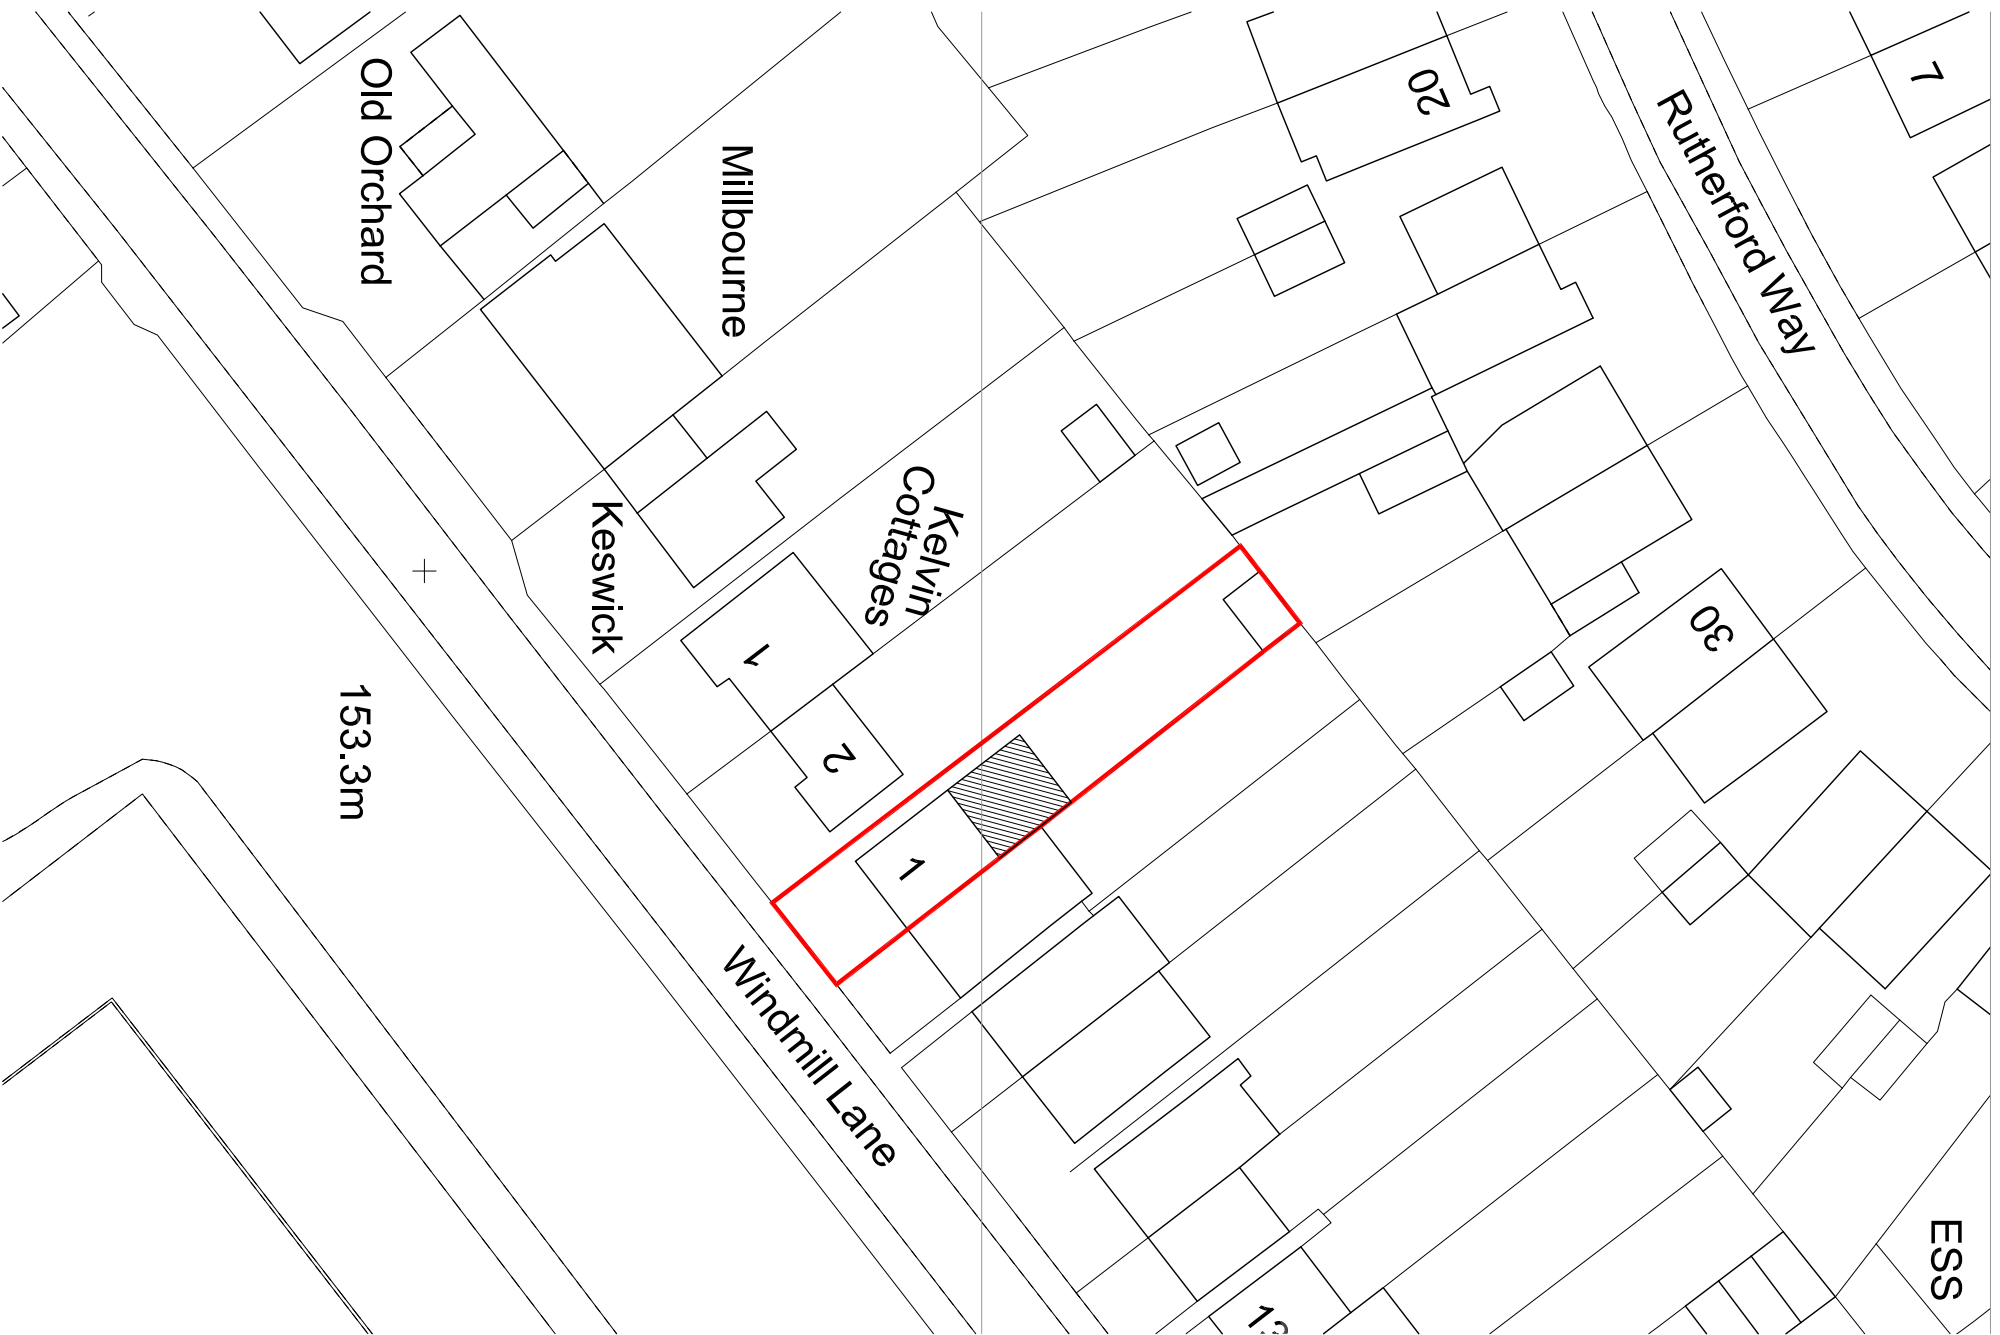 Old Orchard
Millbourne
20
Rutherford Way
7
Keswick
Kelvin
Cottages
1
2
30
153.3m
1
Windmill Lane
13
ESS